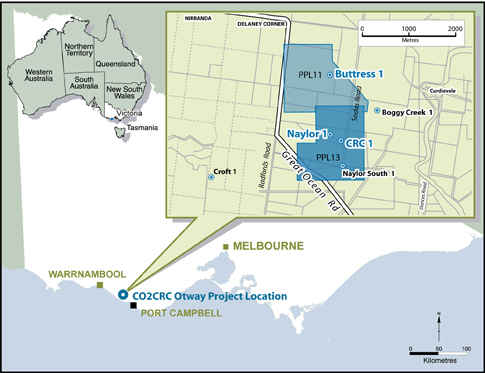 NIRRANDA
DELANEY CORNER
0 1000 2000
Metres
Northern
Territory
Queensland
Western
Australia
South
Australia
New South
Wales
Victoria
Tasmania
PPL11
Buttress 1
Sodas Road
Curdievale
Boggy Creek 1
Naylor 1
CRC 1
PPL13
Naylor South 1
Radfords Road
Great Ocean Rd
Croft 1
MELBOURNE
WARRNAMBOOL
CO2CRC Otway Project Location
PORT CAMPBELL
N
0 50 100
Kilometres